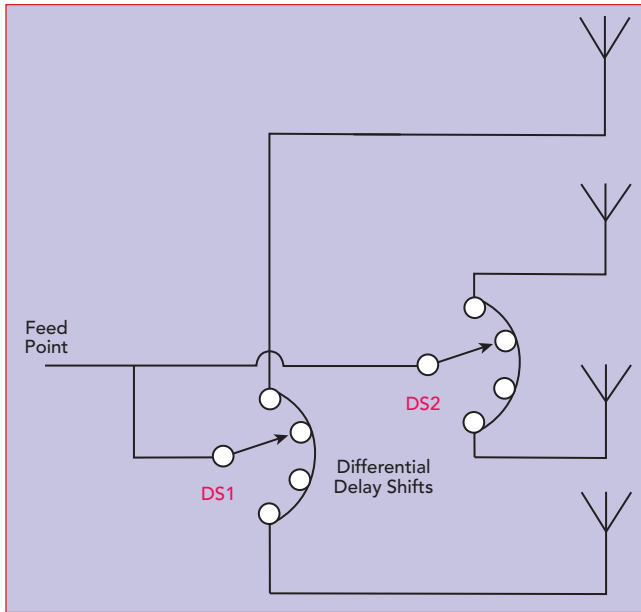 Feed
Point
DS2
Differential
Delay Shifts
DS1